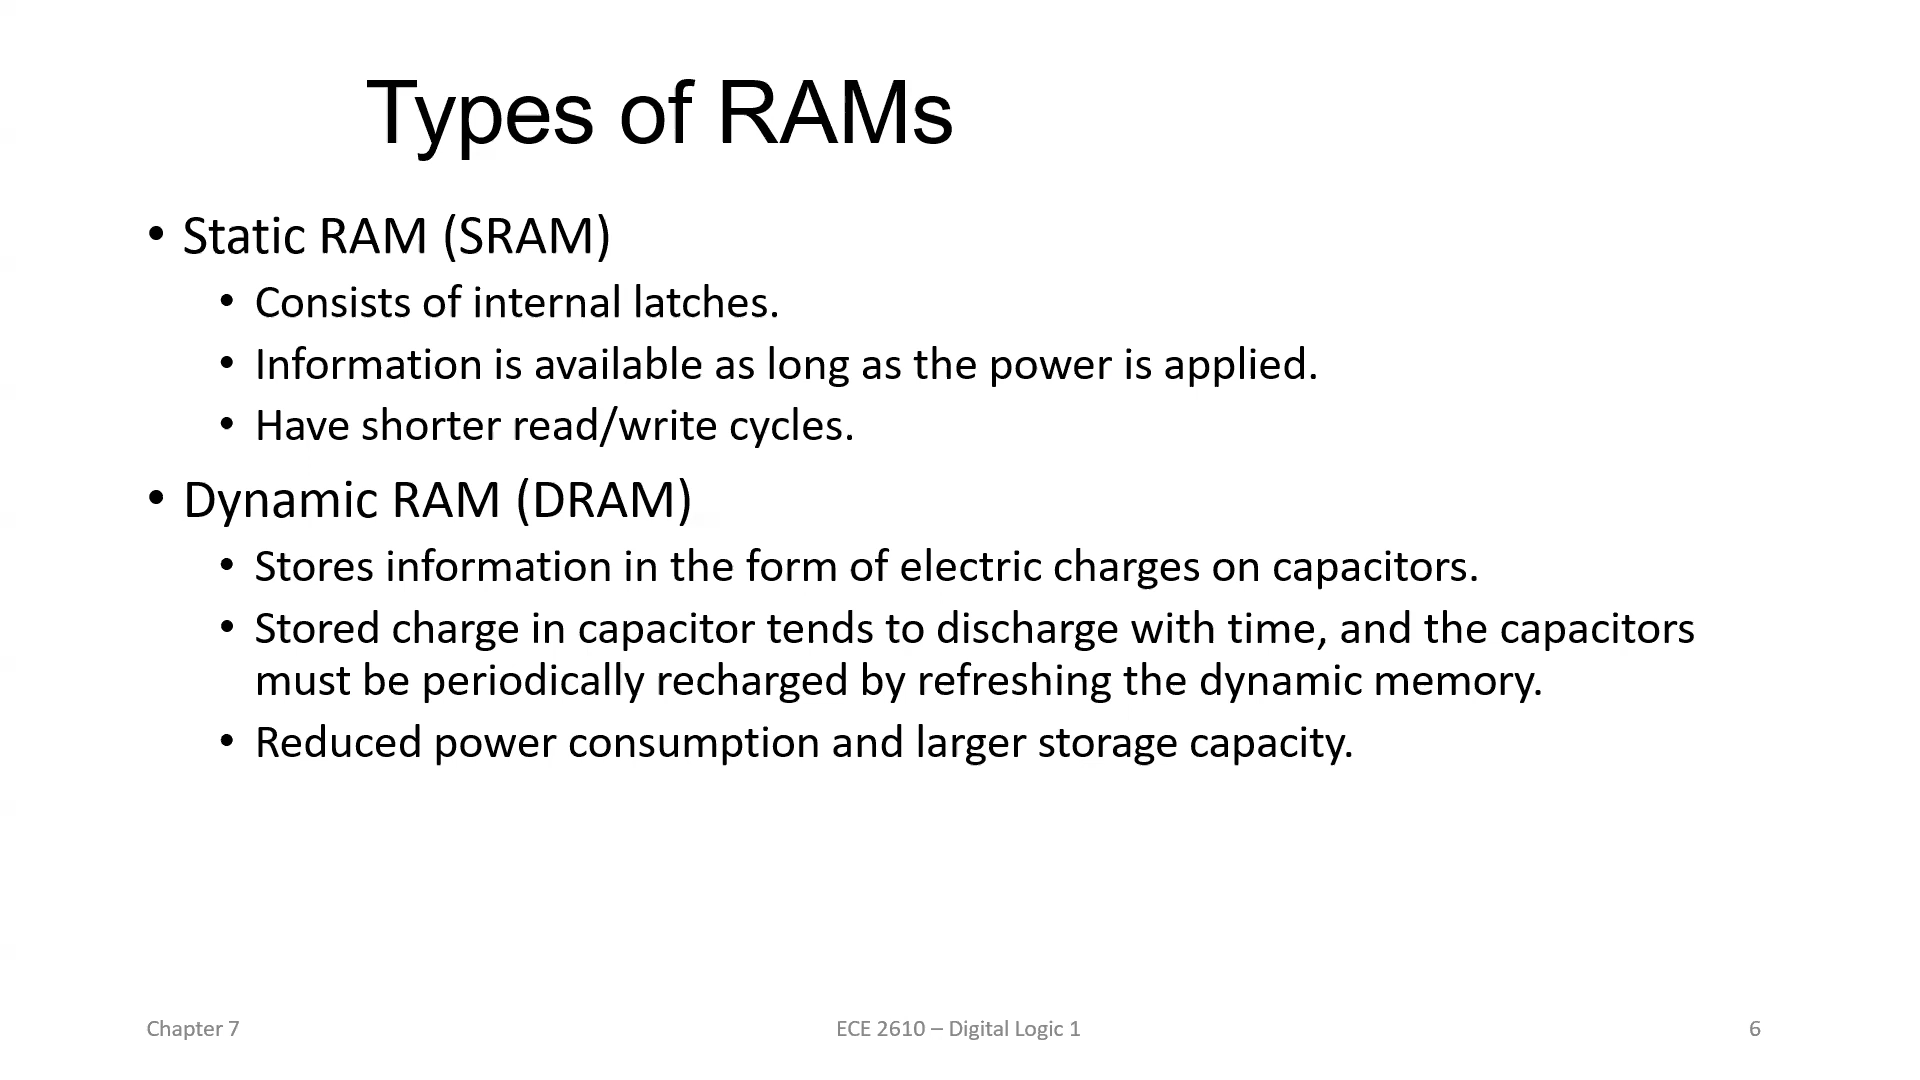 Types of RAMs
• Static RAM (SRAM)
• Consists of internal latches.
• Information is available as long as the power is applied.
• Have shorter read/write cycles.
• Dynamic RAM (DRAM)
• Stores information in the form of electric charges on capacitors.
• Stored charge in capacitor tends to discharge with time, and the capacitors
must be periodically recharged by refreshing the dynamic memory.
• Reduced power consumption and larger storage capacity.
Chapter 7
ECE 2610 – Digital Logic 1
6